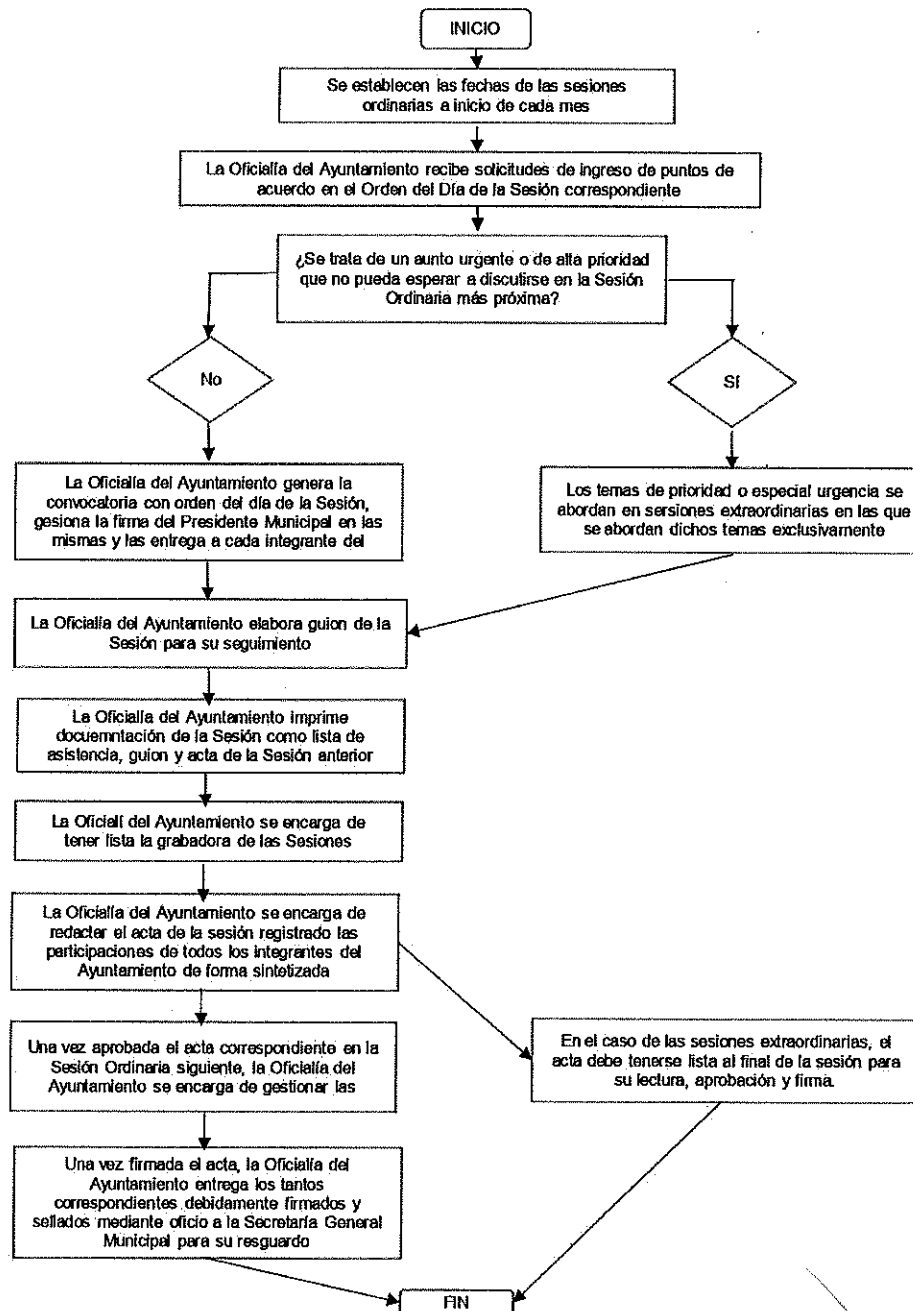 INICIO
Se establecen las fechas de las sesiones
ordinarias a inicio de cada mes
La Oficialía del Ayuntamiento recibe solicitudes de ingreso de puntos de
acuerdo en el Orden del Día de la Sesión correspondiente
¿Se trata de un aunto urgente o de alta prioridad
que no pueda esperar a discutirse en la Sesión
Ordinaria más próxima?
No
SÍ
La Oficialía del Ayuntamiento genera la
convocatoria con orden del día de la Sesión,
gesiona la firma del Presidente Municipal en las
mismas y las entrega a cada integrante del
Los temas de prioridad o especial urgencia se
abordan en sersiones extraordinarias en las que
se abordan dichos temas exclusivamente
La Oficialía del Ayuntamiento elabora guion de la
Sesión para su seguimiento
La Oficialía del Ayuntamiento imprime
docuemntación de la Sesión como lista de
asistencia, guion y acta de la Sesión anterior
La Oficialí del Ayuntamiento se encarga de
tener lista la grabadora de las Sesiones
La Oficialía del Ayuntamiento se encarga de
redacter el acta de la sesión registrado las
participaciones de todos los integrantes del
Ayuntamiento de forma sintetizada
Una vez aprobada el acta correspondiente en la
Sesión Ordinaria siguiente, la Oficialía del
Ayuntamiento se encarga de gestionar las
En el caso de las sesiones extraordinarias, el
acta debe tenerse lista al final de la sesión para
su lectura, aprobación y firma.
Una vez firmada el acta, la Oficialía del
Ayuntamiento entrega los tantos
correspondientes debidamente firmados y
sellados mediante oficio a la Secretaría General
Municipal para su resguardo
FIN